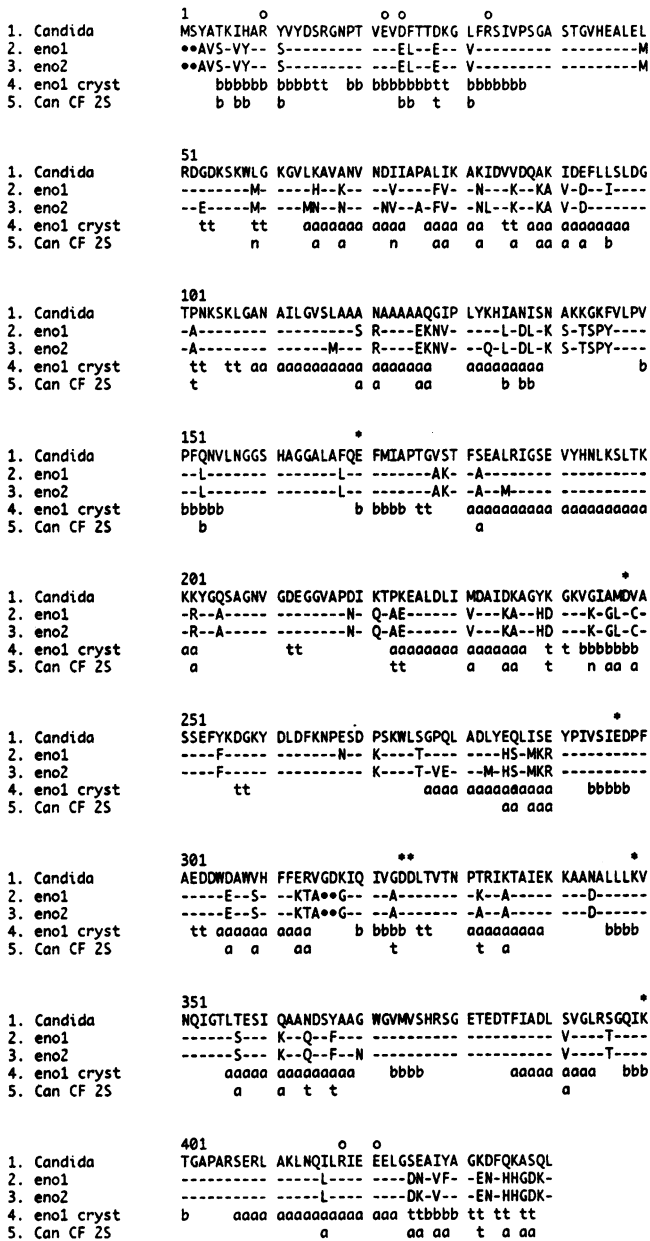 1 o o o o
1. Candida MSYATKIHAR YVYDSRGNPT VEVDFTTDKG LFRSIVPSGA STGVHEALEL
2. eno1 ••AVS-VY-- S--------- ---EL--E-- V--------- ---------M
3. eno2 ••AVS-VY-- S--------- ---EL--E-- V--------- ---------M
4. eno1 cryst bbbbbb bbbbtt bb bbbbbbbbtt bbbbbbb
5. Can CF 2S b bb b bb t b
51
1. Candida RDGDKSKWLG KGVLKAVANV NDIIAPALIK AKIDVVDQAK IDEFLLSLDG
2. eno1 -------M- ----H--K-- ---V---FV- -N---K--KA V-D--I----
3. eno2 --E----M- ---MN--N-- --NV--A-FV- -NL--K--KA V-D-------
4. eno1 cryst tt tt aaaaaaa aaaa aaaa aa tt aaaa aaaaaaaa
5. Can CF 2S n a a n aa a a aa a a b
101
1. Candida TPNKSKLGAN AILGVSLAAA NAAAAAQGIP LYKHIANISN AKKGKFVLPV
2. eno1 -A-------- ---------S R---EKNV- ---L-DL-K S-TSPY----
3. eno2 -A-------- ------M--- R---EKNV- --Q-L-DL-K S-TSPY----
4. eno1 cryst tt tt aa aaaaaaaaaa aaaaaaa aaaaaaaaa b
5. Can CF 2S t a a aa b bb
151 *
1. Candida PFQNVLNGGS HAGGALAFQE FMIAPTGVST FSEALRIGSE VYHNLKSLTK
2. eno1 --L------- -------L-- -------AK- -A-------- ----------
3. eno2 --L------- -------L-- -------AK- -A--M----- ----------
4. eno1 cryst bbbbb b bbbb tt aaaaaaaa aaaaaaaaaa
5. Can CF 2S b a
201 *
1. Candida KKYGQSAGNV GDEGGVAPDI KTPKEALDLI MDAIDKAGYK GKVGIAMDVA
2. eno1 -R--A----- --------N- Q-AE------ V---KA--HD ---K-GL-C-
3. eno2 -R--A----- --------N- Q-AE------ V---KA--HD ---K-GL-C-
4. eno1 cryst aa tt aaaaaaaa aaaaaa t t bbbbbbb
5. Can CF 2S a tt a aa t n aa a
251 *
1. Candida SSEFYKDGKY DLDFKNPESD PSKWLSGPQL ADLYEQLISE YPIVSIEDPF
2. eno1 ----F----- -------N-- K----T---- ----HS-MKR ----------
3. eno2 ----F----- ---------- K----T-VE- --M-HS-MKR ----------
4. eno1 cryst tt aaaa aaaaaaaaa bbbbb
5. Can CF 2S aa aaa
301 ** *
1. Candida AEDDWDAWVH FFERVGDKIQ IVGDDLTVTN PTRIKTAIEK KAANALLLKV
2. eno1 -----E--S- --KTA••G-- ---A------ -K--A----- ---D------
3. eno2 -----E--S- --KTA••G-- ---A------ -A--A----- ---D------
4. eno1 cryst tt aaaaaa aaaa b bbbb tt aaaaaaaaa bbbb
5. Can CF 2S a a aa t t a
351 *
1. Candida NQIGTLTESI QAANDSYAAG WGVMVSHRSG ETEDTFIADL SVGLRSGQIK
2. eno1 ------S--- K--Q--F--- ---------- ---------- V---T----
3. eno2 ------S--- K--Q--F--N ---------- ---------- V---T----
4. eno1 cryst aaaaa aaaaaaaaa bbbb aaaaa aaaa bbb
5. Can CF 2S a a t t a
401 o o
1. Candida TGAPARSERL AKLNQILRIE EELGSEAIYA GKDFQKASQL
2. eno1 ---------- -----L---- ----DN-VF- --EN-HHGDK-
3. eno2 ---------- -----L---- ----DK-V-- --EN-HHGDK-
4. eno1 cryst b aaaa aaaaaaaaaa aaa ttbbbb tt tt tt
5. Can CF 2S a aa aa t a aa